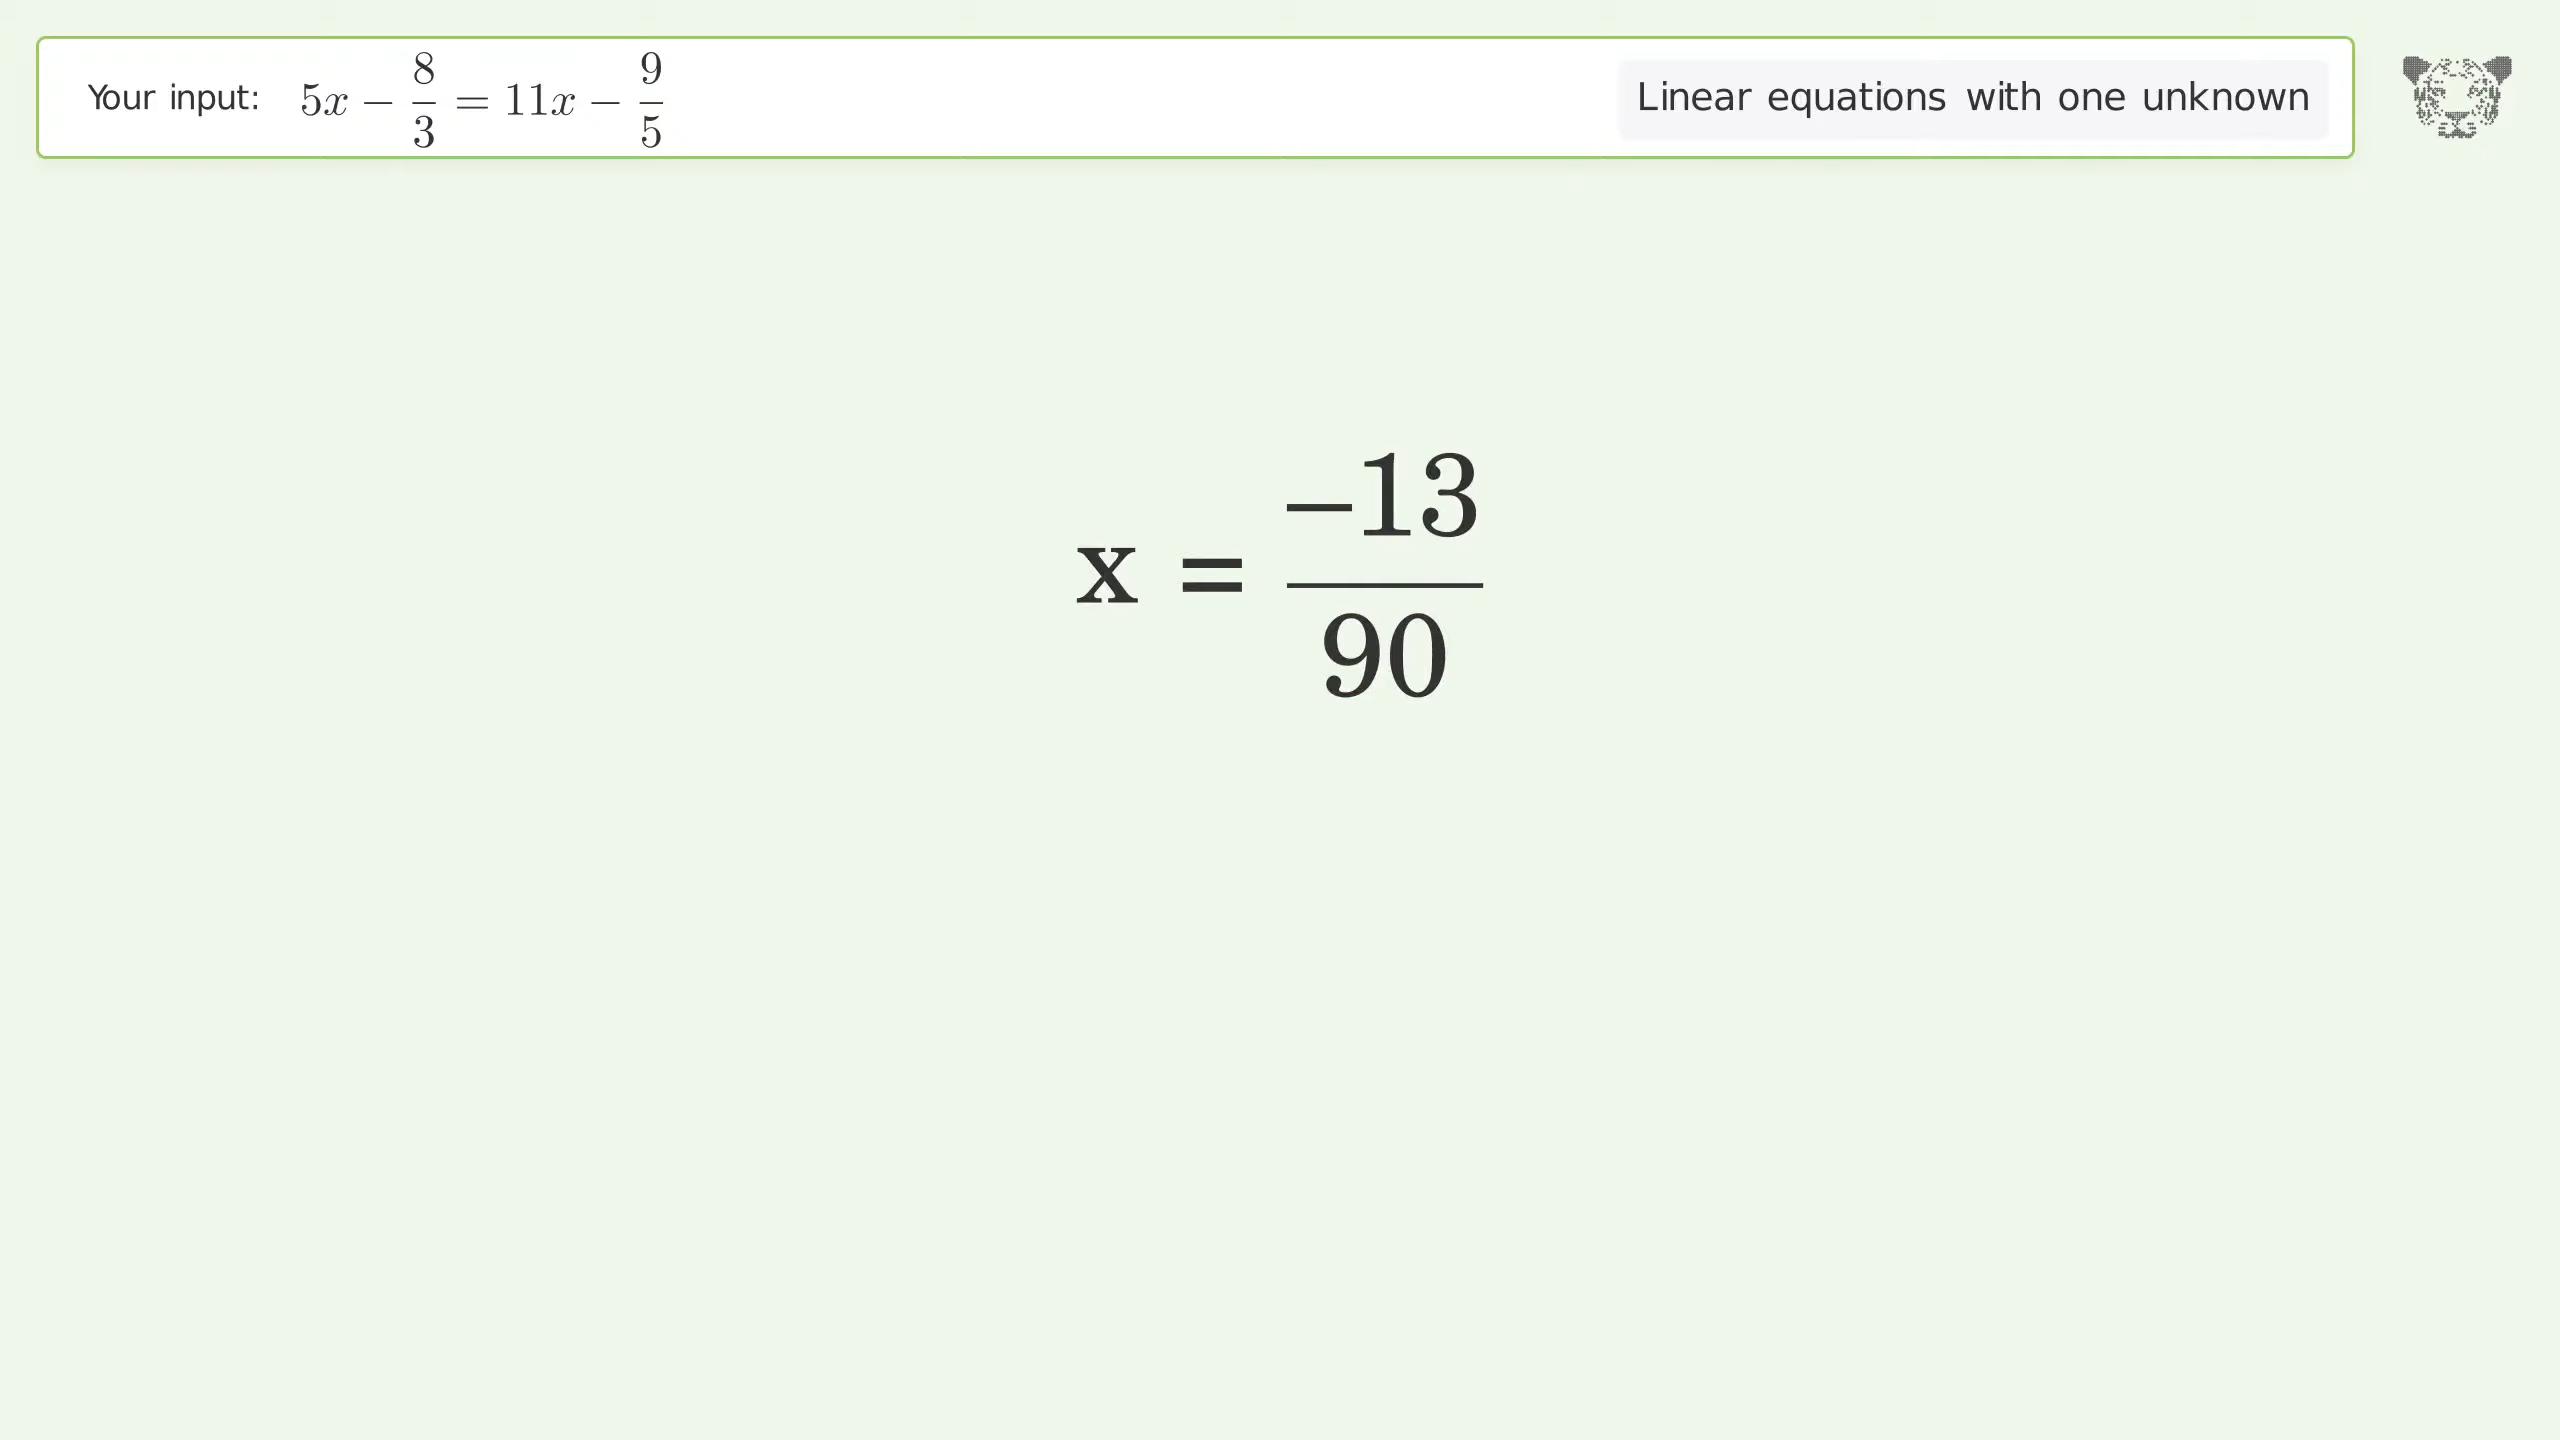 Your input: 5x − 8/3 = 11x − 9/5
Linear equations with one unknown
x = −13/90